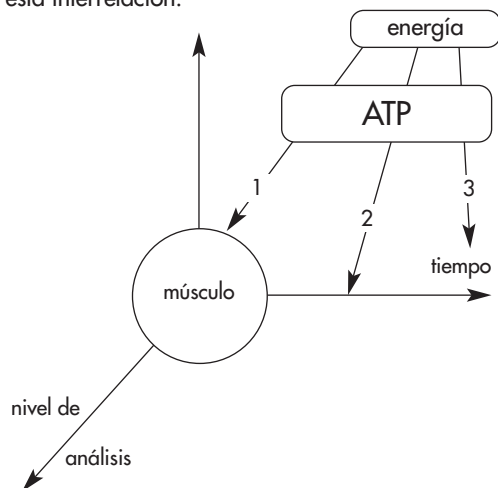 esta interrelación.
energía
ATP
1
3
2
tiempo
músculo
nivel de
análisis